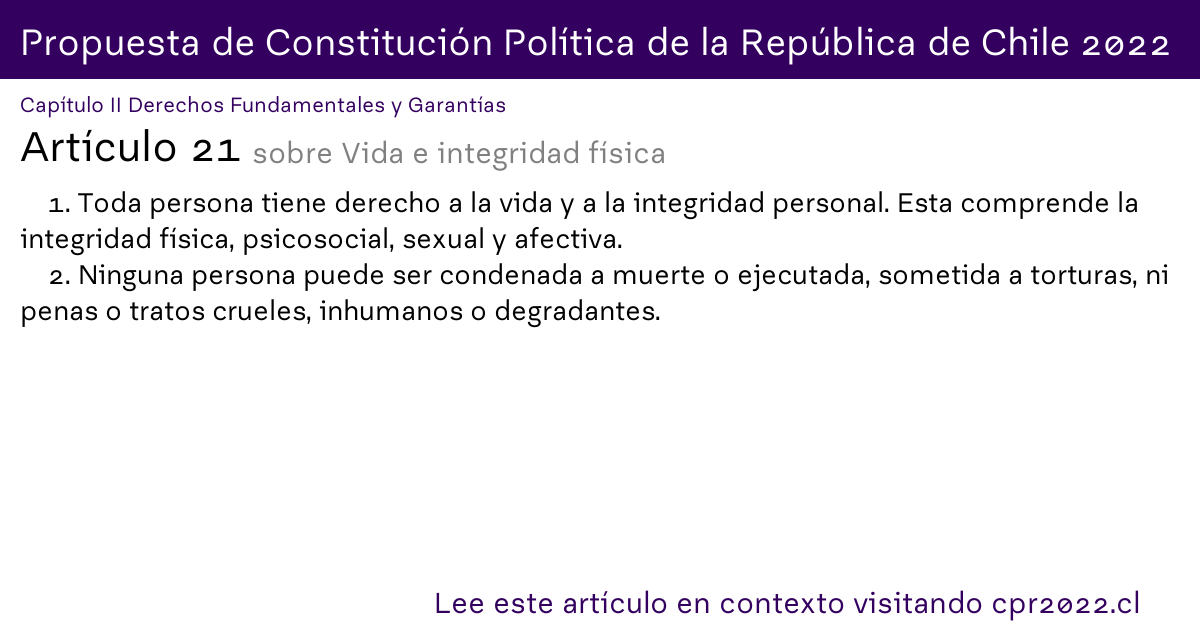 Propuesta de Constitución Política de la República de Chile 2022
Capítulo II Derechos Fundamentales y Garantías
Artículo 21 sobre Vida e integridad física
1. Toda persona tiene derecho a la vida y a la integridad personal. Esta comprende la
integridad física, psicosocial, sexual y afectiva.
2. Ninguna persona puede ser condenada a muerte o ejecutada, sometida a torturas, ni
penas o tratos crueles, inhumanos o degradantes.
Lee este artículo en contexto visitando cpr2022.cl